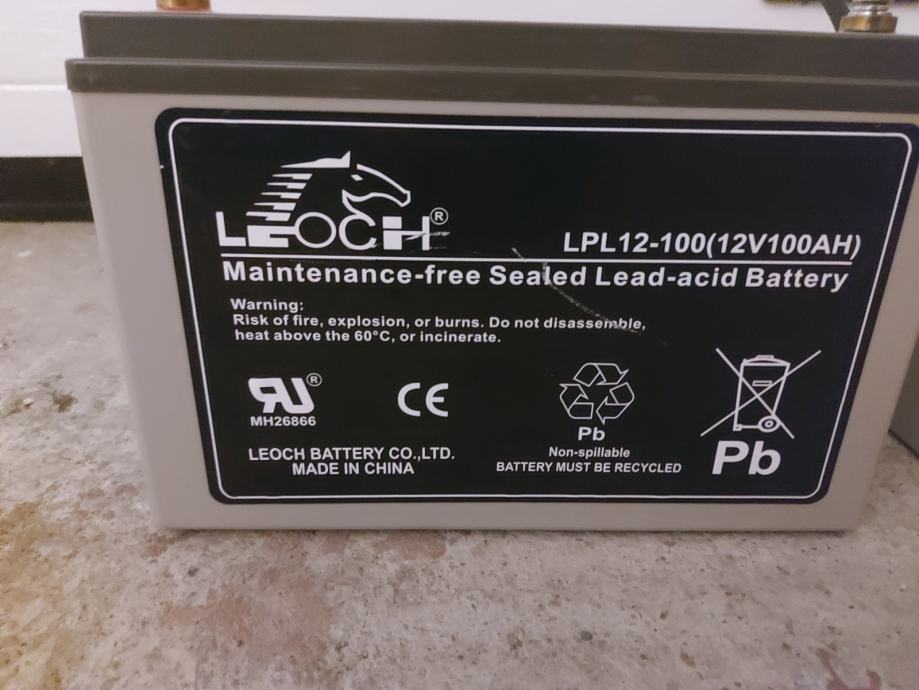 LEOCH®
LPL12-100(12V100AH)
Maintenance-free Sealed Lead-acid Battery
Warning:
Risk of fire, explosion, or burns. Do not disassemble,
heat above the 60°C, or incinerate.
RU®
MH26866
CE
Pb
Non-spillable
BATTERY MUST BE RECYCLED
Pb
LEOCH BATTERY CO.,LTD.
MADE IN CHINA